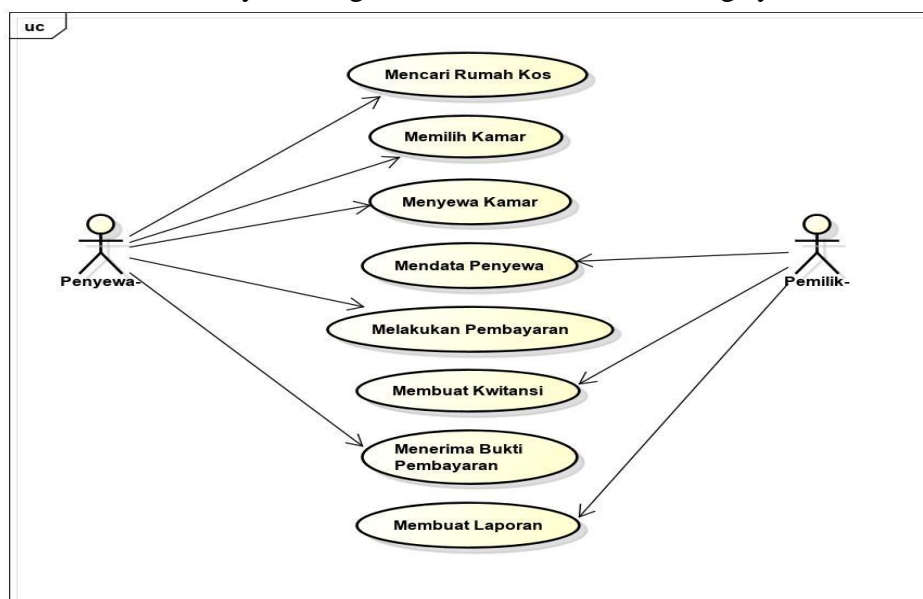 uc
Mencari Rumah Kos
Memilih Kamar
Menyewa Kamar
Mendata Penyewa
Penyewa-
Pemilik-
Melakukan Pembayaran
Membuat Kwitansi
Menerima Bukti
Pembayaran
Membuat Laporan